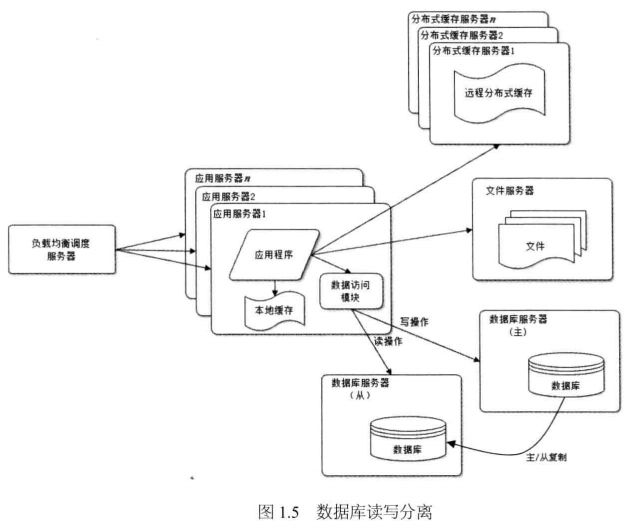 分布式缓存服务器n
分布式缓存服务器2
分布式缓存服务器1
远程分布式缓存
应用服务器n
应用服务器2
应用服务器1
文件服务器
负载均衡调度
服务器
应用程序
文件
数据访问
模块
本地缓存
写操作
读操作
数据库服务器
（主）
数据库
数据库服务器
（从）
数据库
主/从复制
图 1.5 数据库读写分离